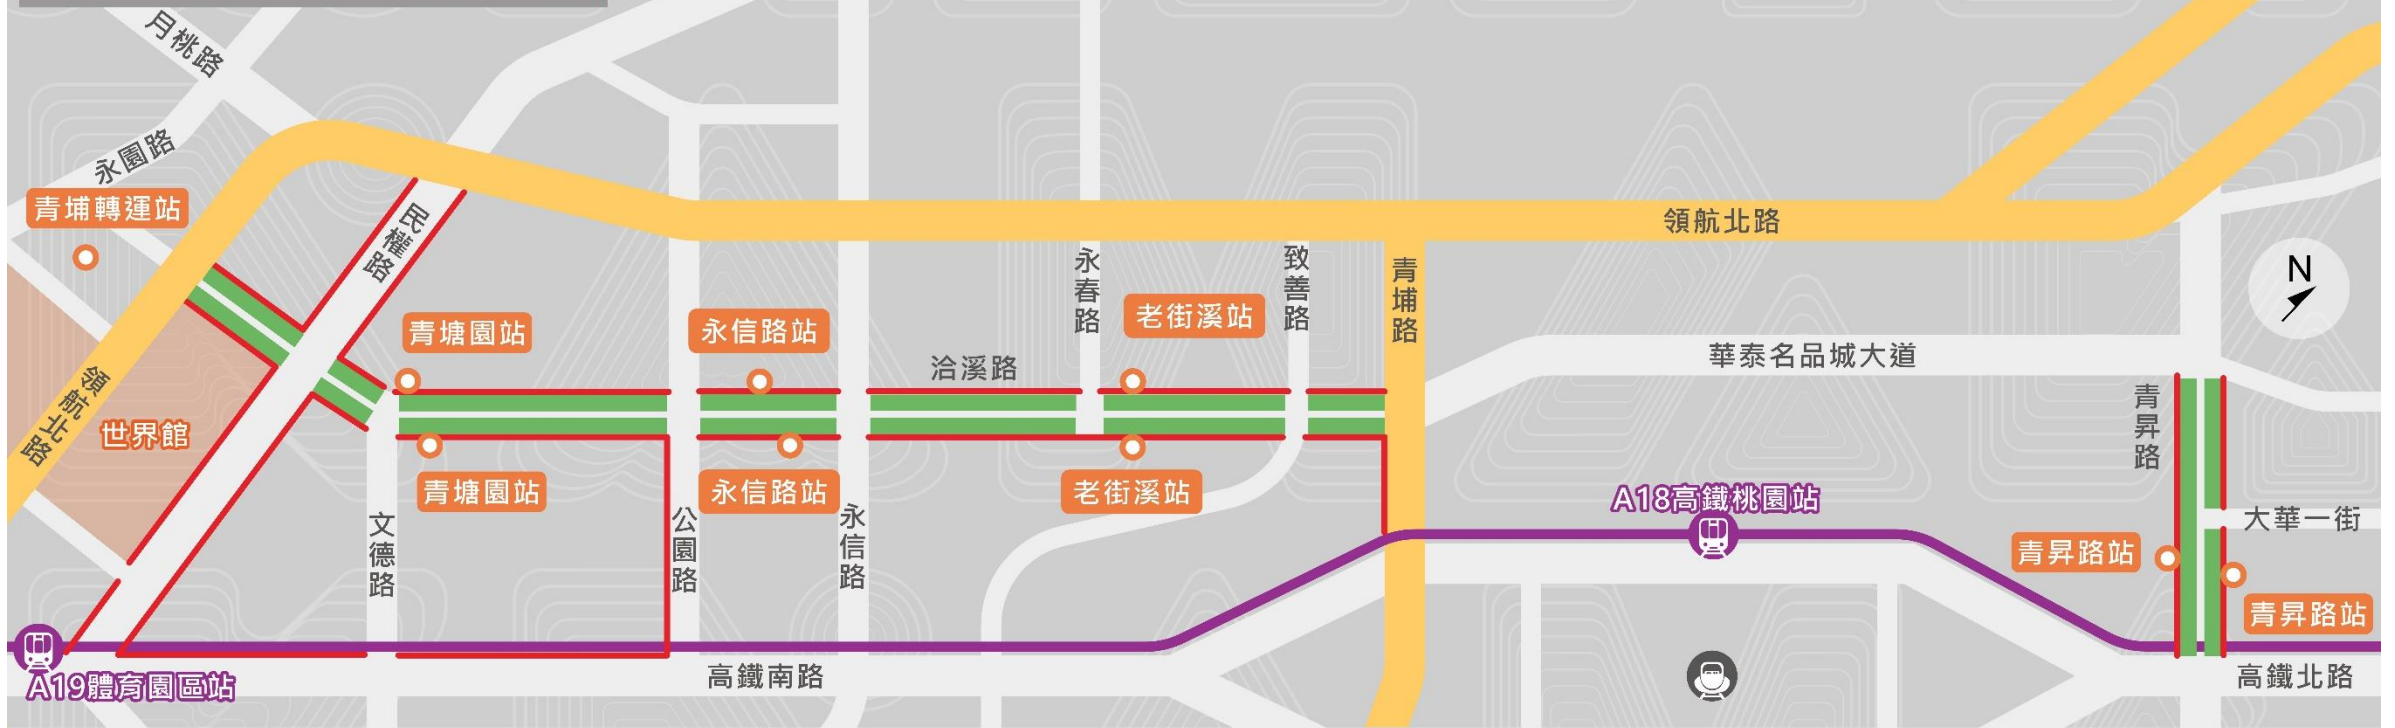 月桃路
永園路
青埔轉運站
民權路
領航北路
世界館
青塘園站
青塘園站
文德路
永信路站
永信路站
公園路
永信路
洽溪路
永春路
老街溪站
老街溪站
致善路
青埔路
領航北路
華泰名品城大道
N
A18高鐵桃園站
青昇路
大華一街
青昇路站
青昇路站
A19體育園區站
高鐵南路
高鐵北路